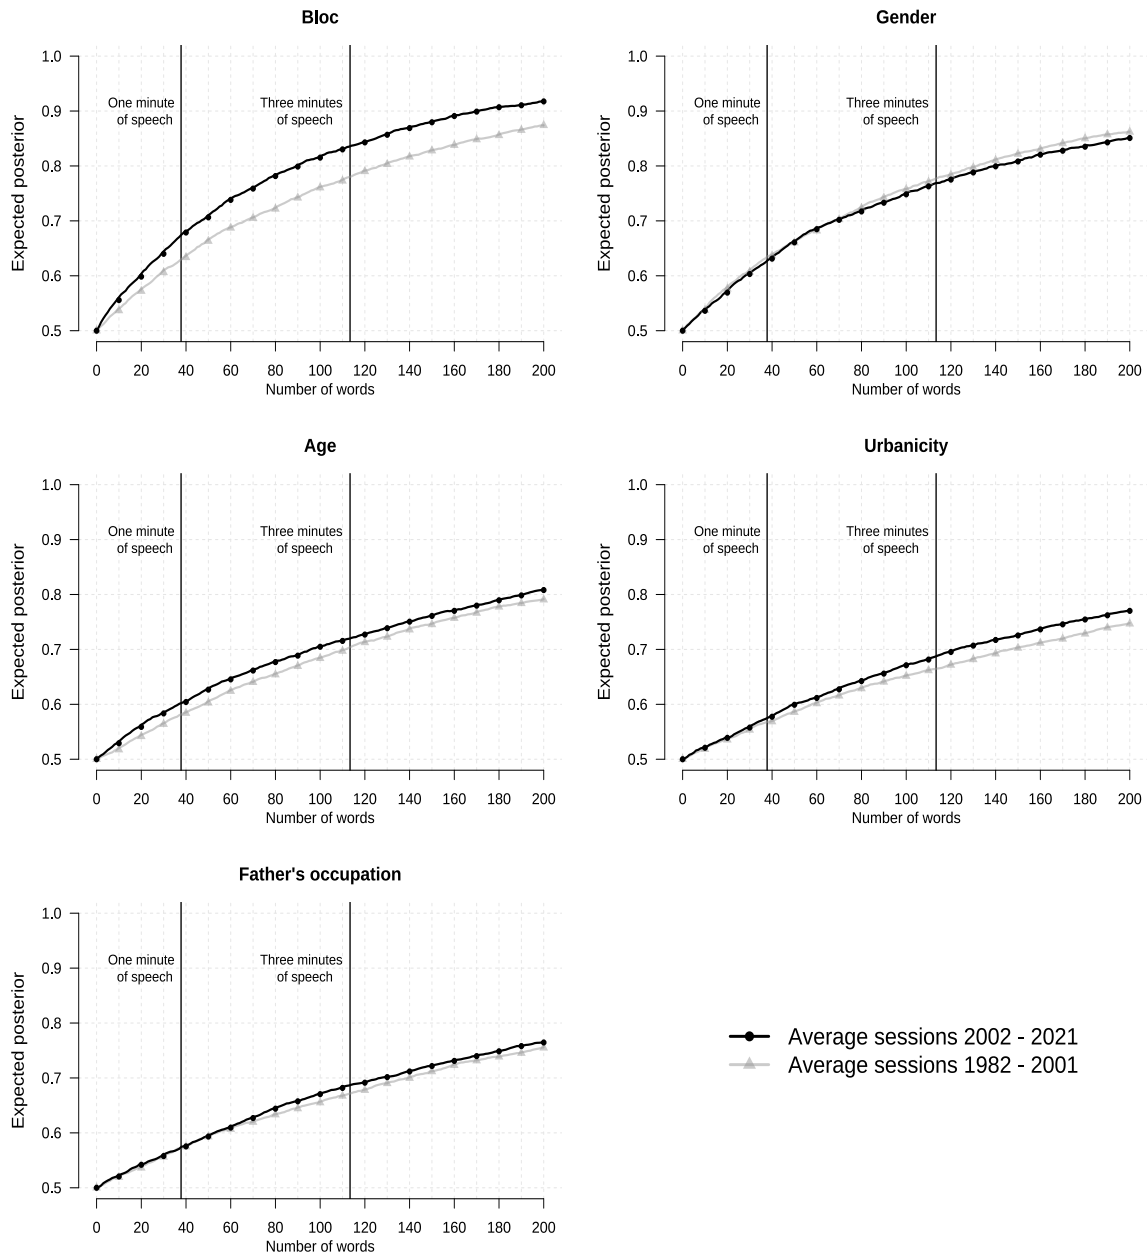 Bloc
Expected posterior
1.0
0.9
0.8
0.7
0.6
0.5
One minute
of speech
Three minutes
of speech
0 20 40 60 80 100 120 140 160 180 200
Number of words
Gender
Expected posterior
1.0
0.9
0.8
0.7
0.6
0.5
One minute
of speech
Three minutes
of speech
0 20 40 60 80 100 120 140 160 180 200
Number of words
Age
Expected posterior
1.0
0.9
0.8
0.7
0.6
0.5
One minute
of speech
Three minutes
of speech
0 20 40 60 80 100 120 140 160 180 200
Number of words
Urbanicity
Expected posterior
1.0
0.9
0.8
0.7
0.6
0.5
One minute
of speech
Three minutes
of speech
0 20 40 60 80 100 120 140 160 180 200
Number of words
Father's occupation
Expected posterior
1.0
0.9
0.8
0.7
0.6
0.5
One minute
of speech
Three minutes
of speech
0 20 40 60 80 100 120 140 160 180 200
Number of words
Average sessions 2002 - 2021
Average sessions 1982 - 2001